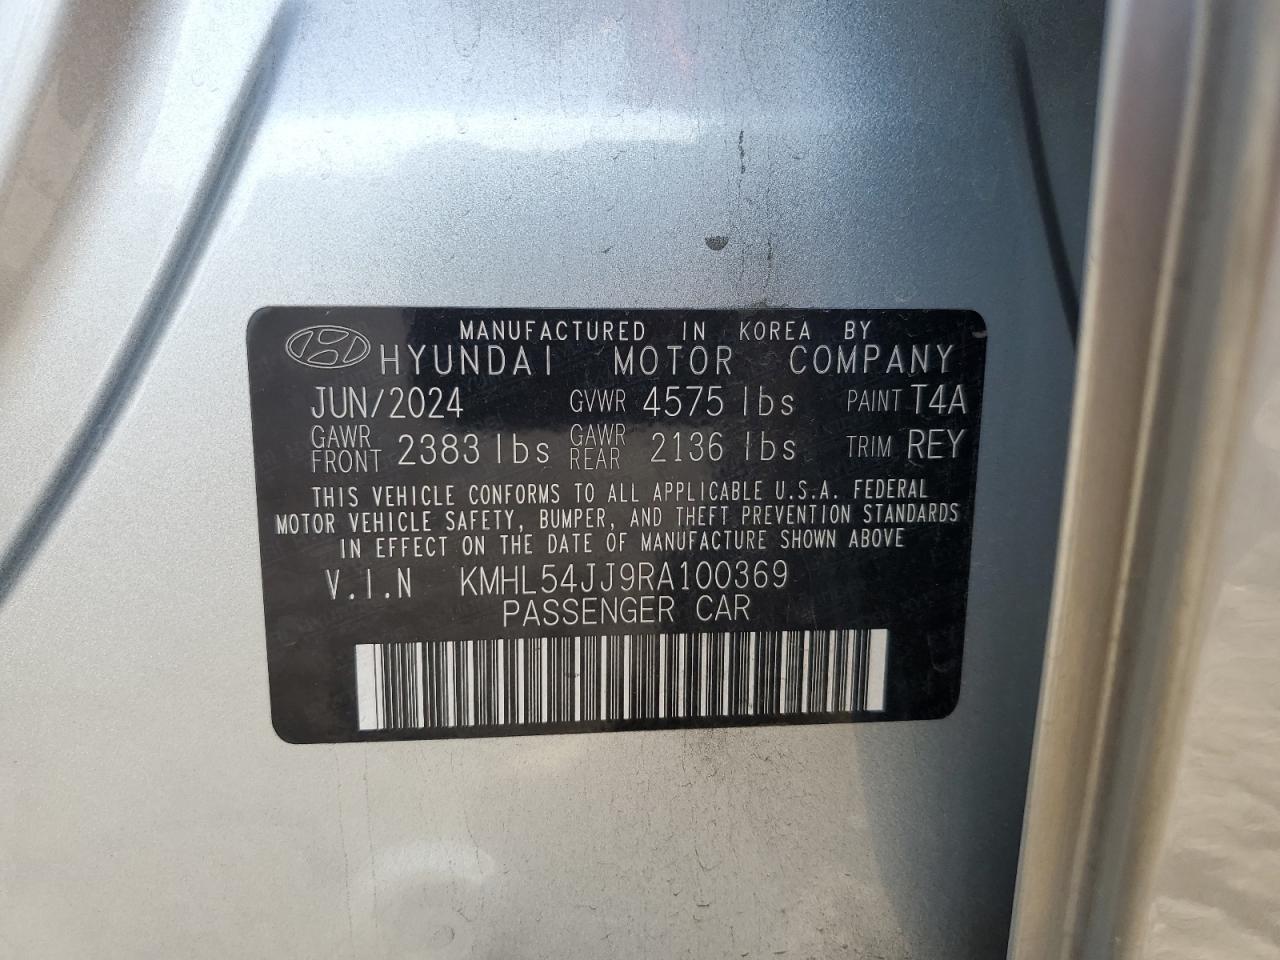 MANUFACTURED IN KOREA BY
HYUNDAI MOTOR COMPANY
JUN/2024 GVWR 4575 lbs PAINT T4A
GAWR FRONT 2383 lbs GAWR REAR 2136 lbs TRIM REY
THIS VEHICLE CONFORMS TO ALL APPLICABLE U.S.A. FEDERAL
MOTOR VEHICLE SAFETY, BUMPER, AND THEFT PREVENTION STANDARDS
IN EFFECT ON THE DATE OF MANUFACTURE SHOWN ABOVE
V.I.N KMHL54JJ9RA100369
PASSENGER CAR